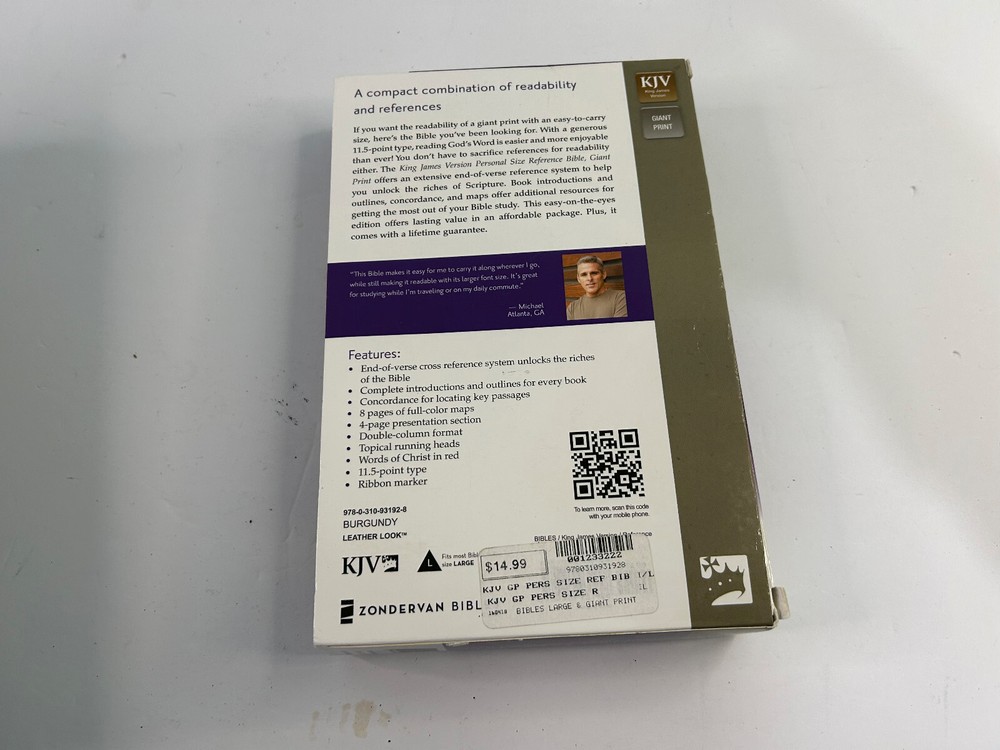 A compact combination of readability
and references
If you want the readability of a giant print with an easy-to-carry
size, here's the Bible you've been looking for. With a generous
11.5-point type, reading God's Word is easier and more enjoyable
than ever! You don't have to sacrifice references for readability
either. The King James Version Personal Size Reference Bible, Giant
Print offers an extensive end-of-verse reference system to help
you unlock the riches of Scripture. Book introductions and
outlines, concordance, and maps offer additional resources for
getting the most out of your Bible study. This easy-on-the-eyes
edition offers lasting value in an affordable package. Plus, it
comes with a lifetime guarantee.
"This Bible makes it easy for me to carry it along wherever I go,
while still making it readable with its larger font size. It's great
for studying while I'm traveling or on my daily commute."
— Michael
Atlanta, GA
Features:
• End-of-verse cross reference system unlocks the riches
of the Bible
• Complete introductions and outlines for every book
• Concordance for locating key passages
• 8 pages of full-color maps
• 4-page presentation section
• Double-column format
• Topical running heads
• Words of Christ in red
• 11.5-point type
• Ribbon marker
To learn more, scan this code
with your mobile phone.
978-0-310-93192-8
BURGUNDY
LEATHER LOOK™
KJV
L
Fits most Bibl
size LARGE
BIBLES / King James
ZONDERVAN BIBL
$14.99
001233222
9780310931928
KJV GP PERS SIZE REF BIB I/L
KJV GP PERS SIZE R
BIBLES LARGE & GIANT PRINT
KJV
King James
Version
GIANT
PRINT